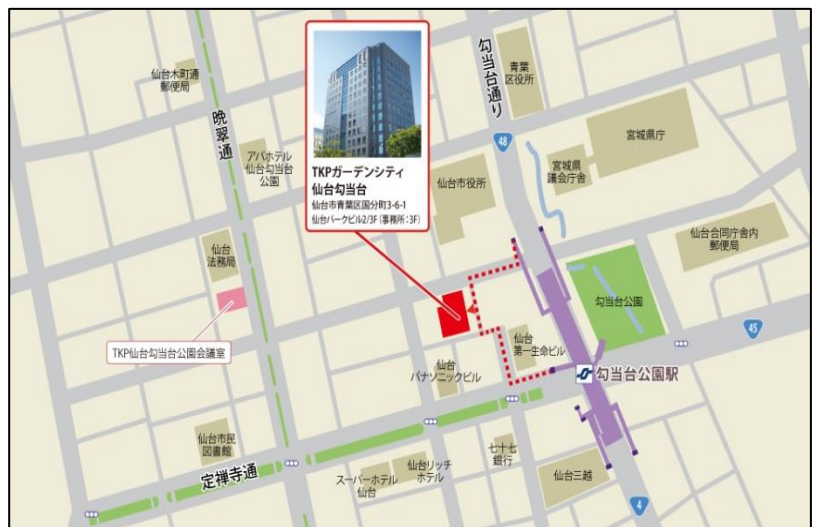 仙台木町通
郵便局
晩翠通
アパホテル
仙台勾当台
公園
TKPガーデンシティ
仙台勾当台
仙台市青葉区国分町3-6-1
仙台パークビル2/3F（事務所：3F）
勾当台通り
青葉
区役所
48
宮城県庁
宮城県
議会庁舎
仙台市役所
仙台合同庁舎内
郵便局
仙台
法務局
勾当台公園
45
TKP仙台勾当台公園会議室
仙台
第一生命ビル
仙台
パナソニックビル
勾当台公園駅
仙台市民
図書館
定禅寺通
スーパーホテル
仙台
仙台リッチ
ホテル
七十七
銀行
仙台三越
4